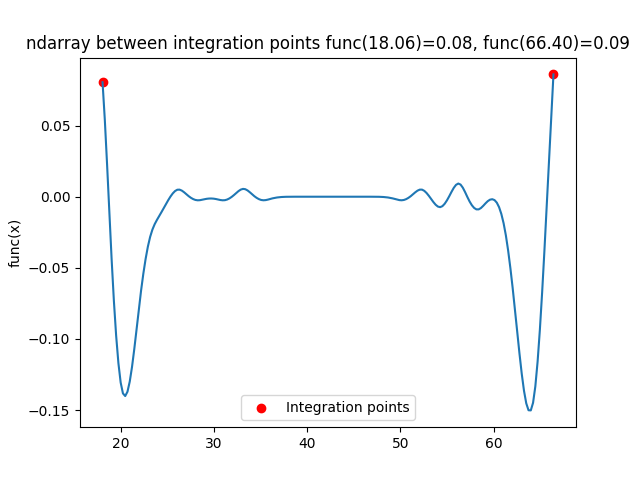 ndarray between integration points func(18.06)=0.08, func(66.40)=0.09
0.05
0.00
−0.05
−0.10
−0.15
func(x)
Integration points
20 30 40 50 60